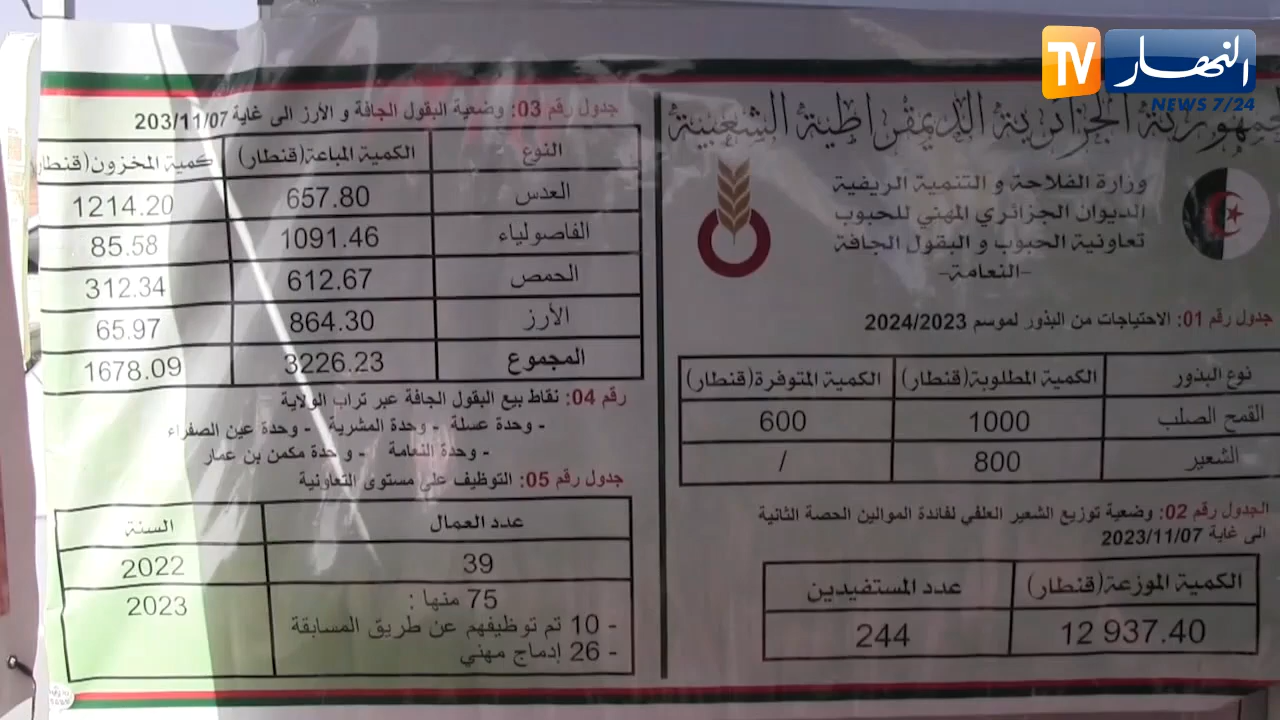 النهار TV
NEWS 7/24
الجزائرية الديمقراطية الشعبية
وزارة الفلاحة و التنمية الريفية
الديوان الجزائري المهني للحبوب
تعاونية الحبوب و البقول الجافة
-النعامة-
جدول رقم 01: الاحتياجات من البذور لموسم 2024/2023
نوع البذور الكمية المطلوبة(قنطار) الكمية المتوفرة(قنطار)
القمح الصلب 1000 600
الشعير 800 /
الجدول رقم 02: وضعية توزيع الشعير العلفي لفائدة الموالين الحصة الثانية
الى غاية 2023/11/07
الكمية الموزعة(قنطار) عدد المستفيدين
12 937.40 244
جدول رقم 03: وضعية البقول الجافة و الأرز الى غاية 203/11/07
النوع الكمية المباعة(قنطار) كمية المخزون(قنطار)
العدس 657.80 1214.20
الفاصولياء 1091.46 85.58
الحمص 612.67 312.34
الأرز 864.30 65.97
المجموع 3226.23 1678.09
رقم 04: نقاط بيع البقول الجافة عبر تراب الولاية
- وحدة عسلة - وحدة المشرية - وحدة عين الصفراء
- وحدة النعامة - و حدة مكمن بن عمار
جدول رقم 05: التوظيف على مستوى التعاونية
عدد العمال السنة
39 2022
75 منها : 2023
- 10 تم توظيفهم عن طريق المسابقة
- 26 إدماج مهني